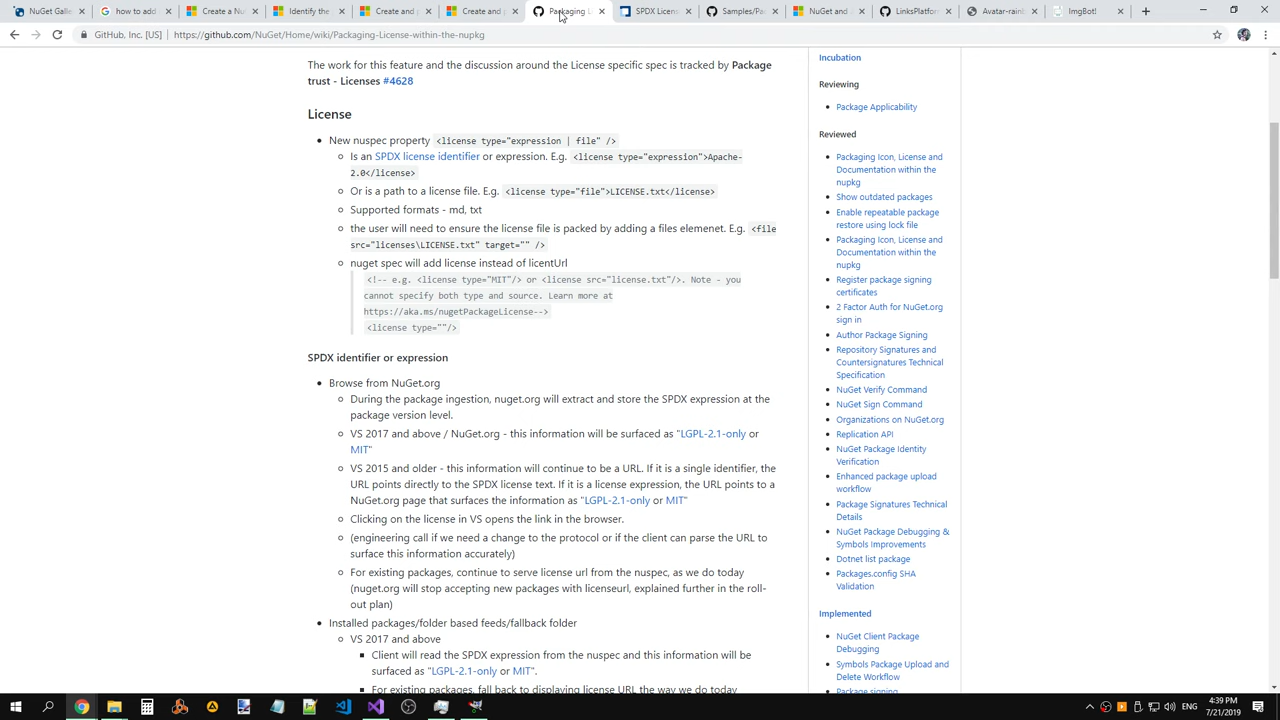 NuGet Galle
how to add
Create a Nu
Identify the
and p
Create and
Packaging L
SPDX Licens
Samples/Pac
NuGet and
LinksPlatfor
Avatar-rainb
ImgBot!
GitHub, Inc. [US] | https://github.com/NuGet/Home/wiki/Packaging-License-within-the-nupkg
The work for this feature and the discussion around the License specific spec is tracked by Package
trust - Licenses #4628
License
New nuspec property <license type="expression | file" />
Is an SPDX license identifier or expression. E.g. <license type="expression">Apache-
2.0</license>
Or is a path to a license file. E.g. <license type="file">LICENSE.txt</license>
Supported formats - md, txt
the user will need to ensure the license file is packed by adding a files elemenet. E.g. <file
src="licenses\LICENSE.txt" target="" />
nuget spec will add license instead of licentUrl
<!-- e.g. <license type="MIT"/> or <license src="license.txt"/>. Note - you
cannot specify both type and source. Learn more at
https://aka.ms/nugetPackageLicense-->
<license type=""/>
SPDX identifier or expression
Browse from NuGet.org
During the package ingestion, nuget.org will extract and store the SPDX expression at the
package version level.
VS 2017 and above / NuGet.org - this information will be surfaced as "LGPL-2.1-only or
MIT"
VS 2015 and older - this information will continue to be a URL. If it is a single identifier, the
URL points directly to the SPDX license text. If it is a license expression, the URL points to a
NuGet.org page that surfaces the information as "LGPL-2.1-only or MIT"
Clicking on the license in VS opens the link in the browser.
(engineering call if we need a change to the protocol or if the client can parse the URL to
surface this information accurately)
For existing packages, continue to serve license url from the nuspec, as we do today
(nuget.org will stop accepting new packages with licenseurl, explained further in the roll-
out plan)
Installed packages/folder based feeds/fallback folder
VS 2017 and above
Client will read the SPDX expression from the nuspec and this information will be
surfaced as "LGPL-2.1-only or MIT".
For existing packages, fall back to displaying license URL the way we do today
Incubation
Reviewing
Package Applicability
Reviewed
Packaging Icon, License and
Documentation within the
nupkg
Show outdated packages
Enable repeatable package
restore using lock file
Packaging Icon, License and
Documentation within the
nupkg
Register package signing
certificates
2 Factor Auth for NuGet.org
sign in
Author Package Signing
Repository Signatures and
Countersignatures Technical
Specification
NuGet Verify Command
NuGet Sign Command
Organizations on NuGet.org
Replication API
NuGet Package Identity
Verification
Enhanced package upload
workflow
Package Signatures Technical
Details
NuGet Package Debugging &
Symbols Improvements
Dotnet list package
Packages.config SHA
Validation
Implemented
NuGet Client Package
Debugging
Symbols Package Upload and
Delete Workflow
Package signing
ENG
4:39 PM
7/21/2019